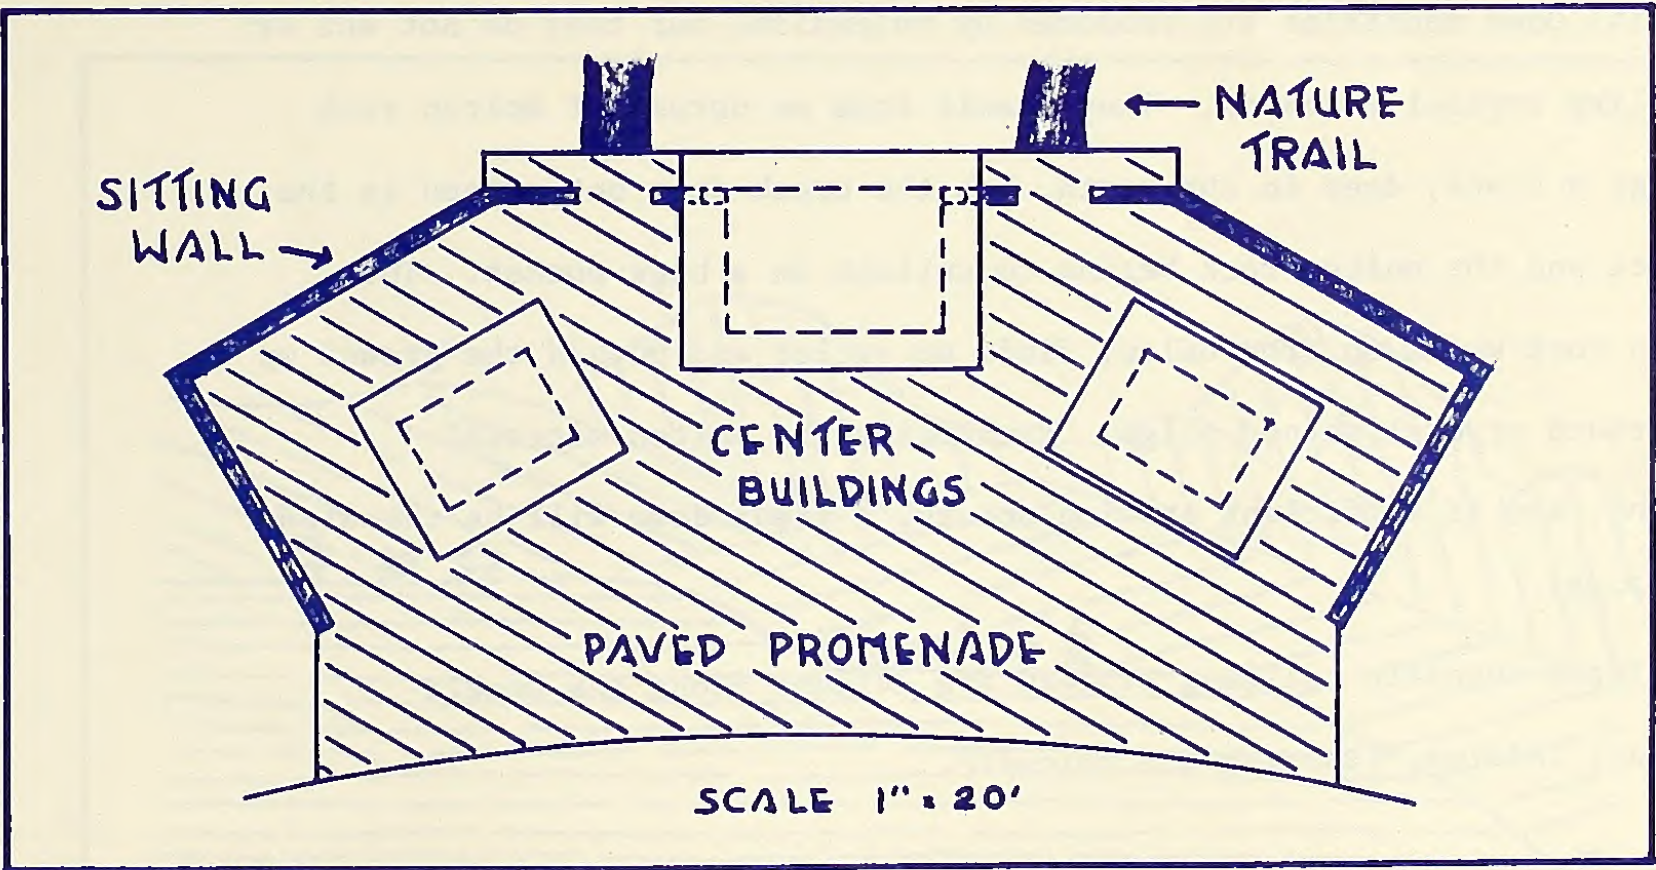 NATURE
TRAIL
SITTING
WALL
CENTER
BUILDINGS
PAVED PROMENADE
SCALE 1" = 20'